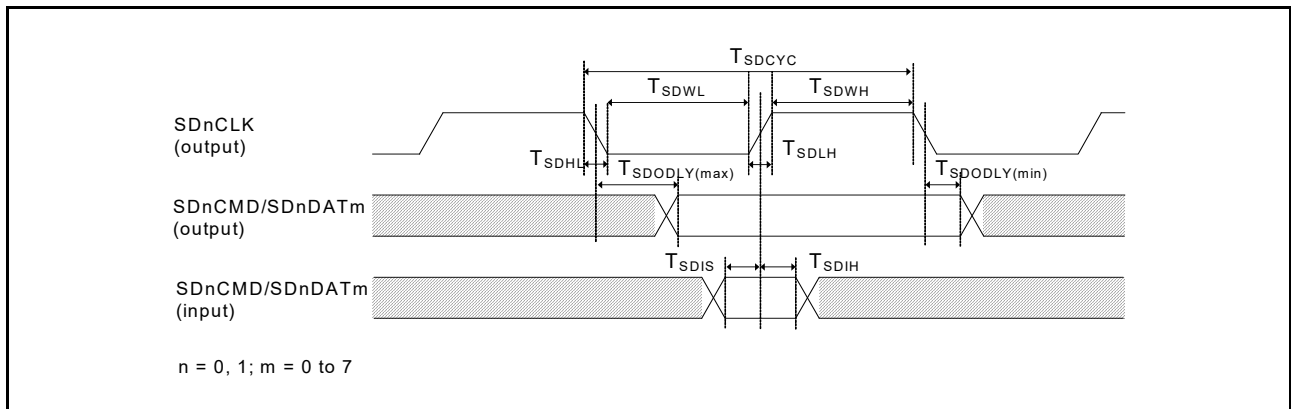 TSDCYC
TSDWL
TSDWH
SDnCLK
(output)
TSDHL
TSDLH
TSDODLY(max)
TSDODLY(min)
SDnCMD/SDnDATm
(output)
TSDIS
TSDIH
SDnCMD/SDnDATm
(input)
n = 0, 1; m = 0 to 7